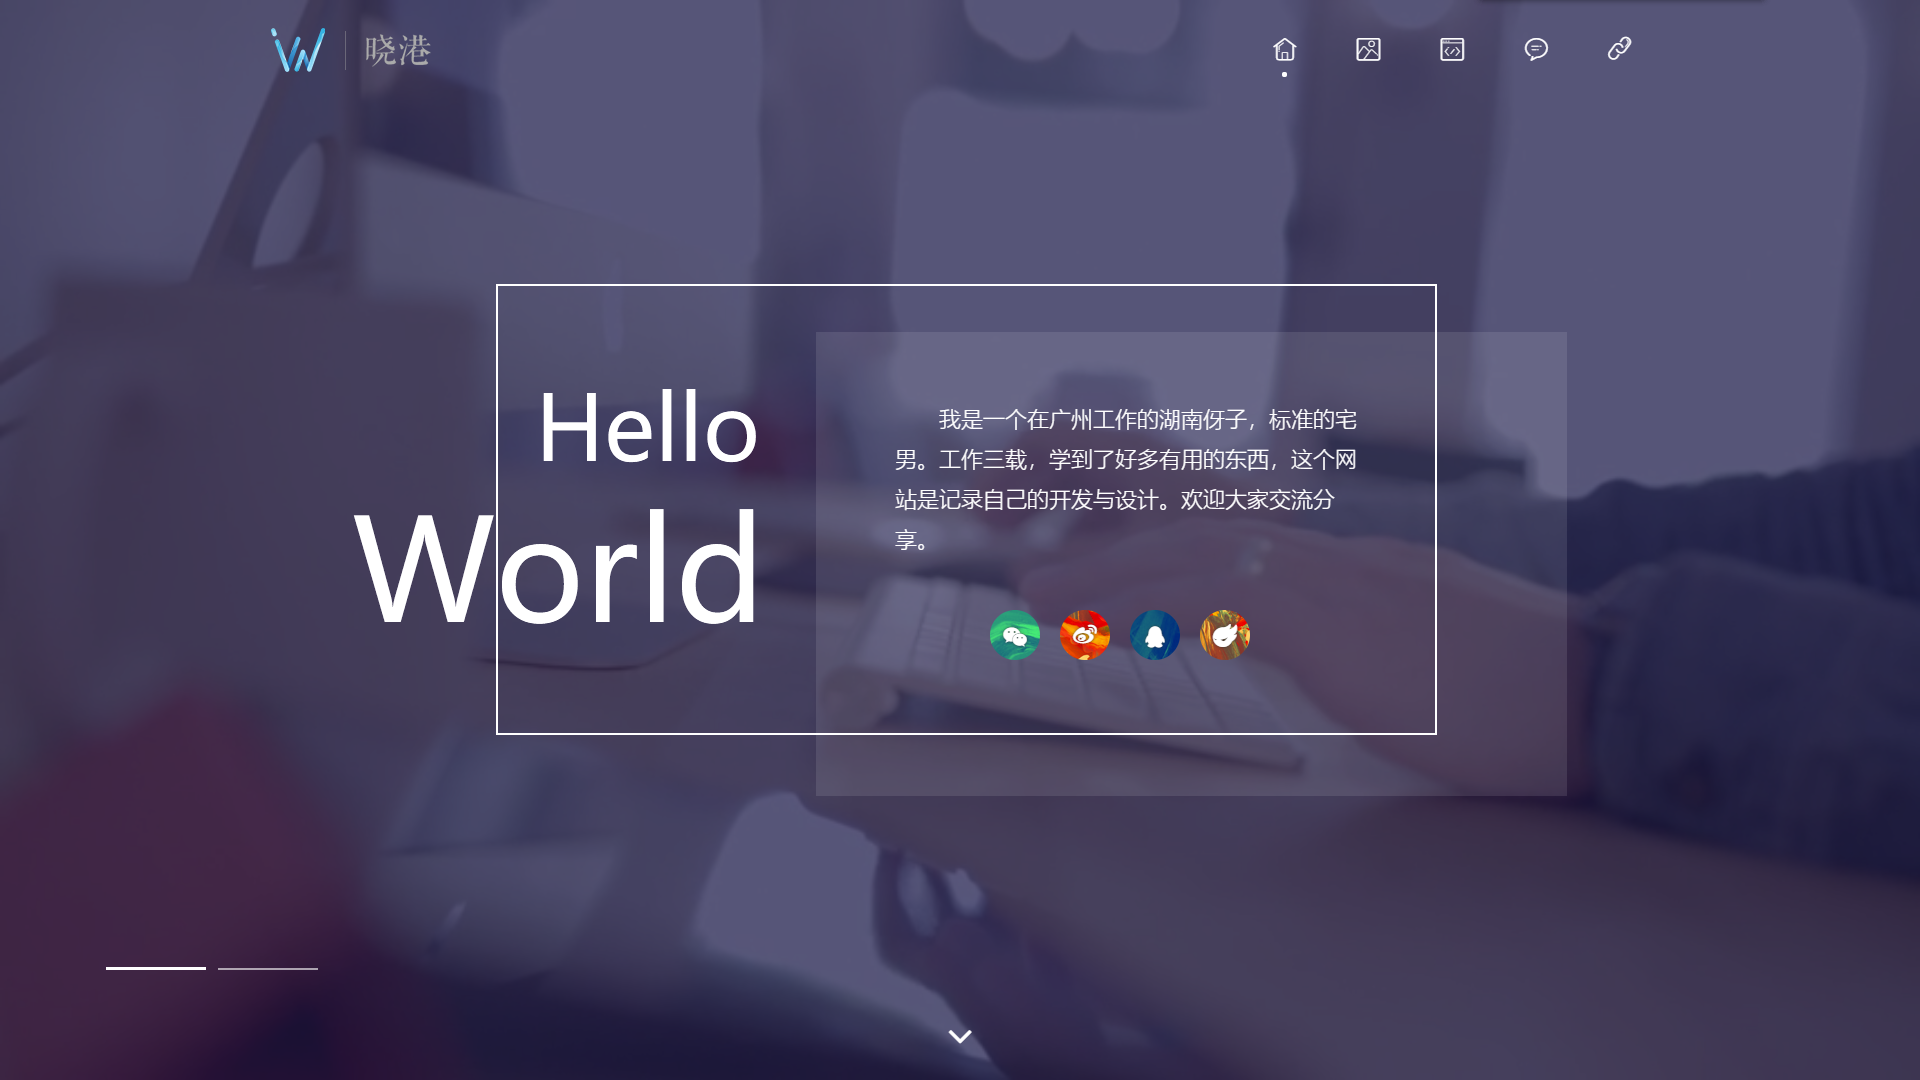 晓港
Hello
World
我是一个在广州工作的湖南伢子，标准的宅
男。工作三载，学到了好多有用的东西，这个网
站是记录自己的开发与设计。欢迎大家交流分
享。